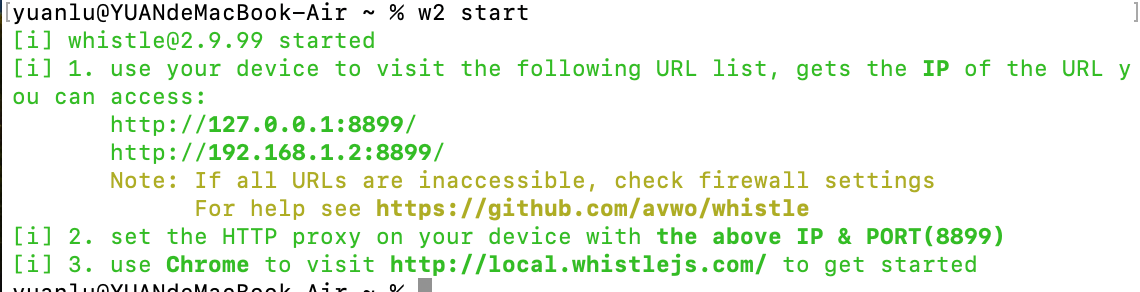 [yuanlu@YUANdeMacBook-Air ~ % w2 start ]
[i] whistle@2.9.99 started
[i] 1. use your device to visit the following URL list, gets the IP of the URL y
ou can access:
http://127.0.0.1:8899/
http://192.168.1.2:8899/
Note: If all URLs are inaccessible, check firewall settings
For help see https://github.com/avwo/whistle
[i] 2. set the HTTP proxy on your device with the above IP & PORT(8899)
[i] 3. use Chrome to visit http://local.whistlejs.com/ to get started
yuanlu@YUANdeMacBook-Air ~ %